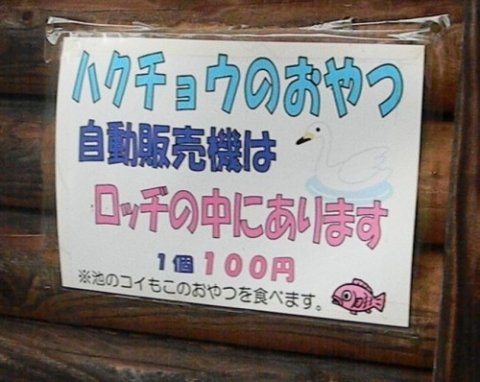 ハクチョウのおやつ
自動販売機は
ロッヂの中にあります
1個100円
※池のコイもこのおやつを食べます。